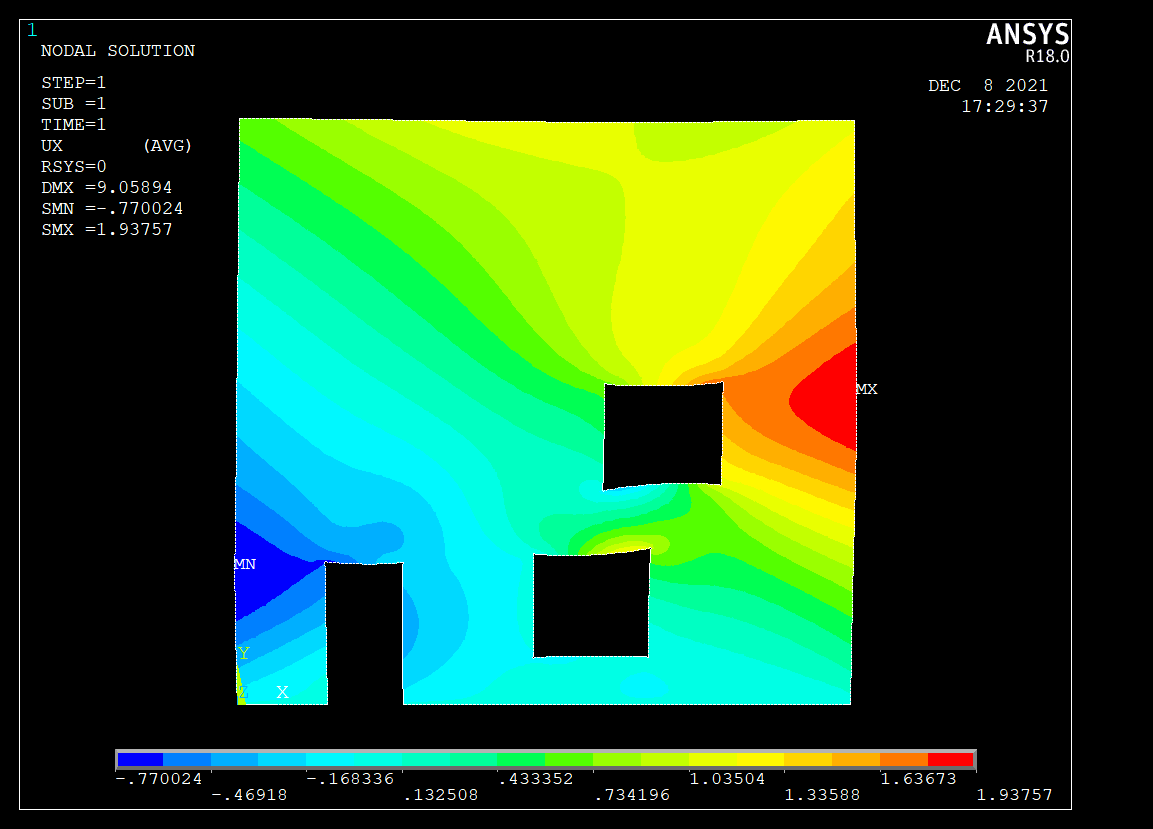 1
ANSYS
R18.0
NODAL SOLUTION
STEP=1
SUB =1
TIME=1
UX (AVG)
RSYS=0
DMX =9.05894
SMN =-.770024
SMX =1.93757
DEC 8 2021
17:29:37
MX
MN
Y
Z X
-.770024 -.168336 .433352 1.03504 1.63673
-.46918 .132508 .734196 1.33588 1.93757